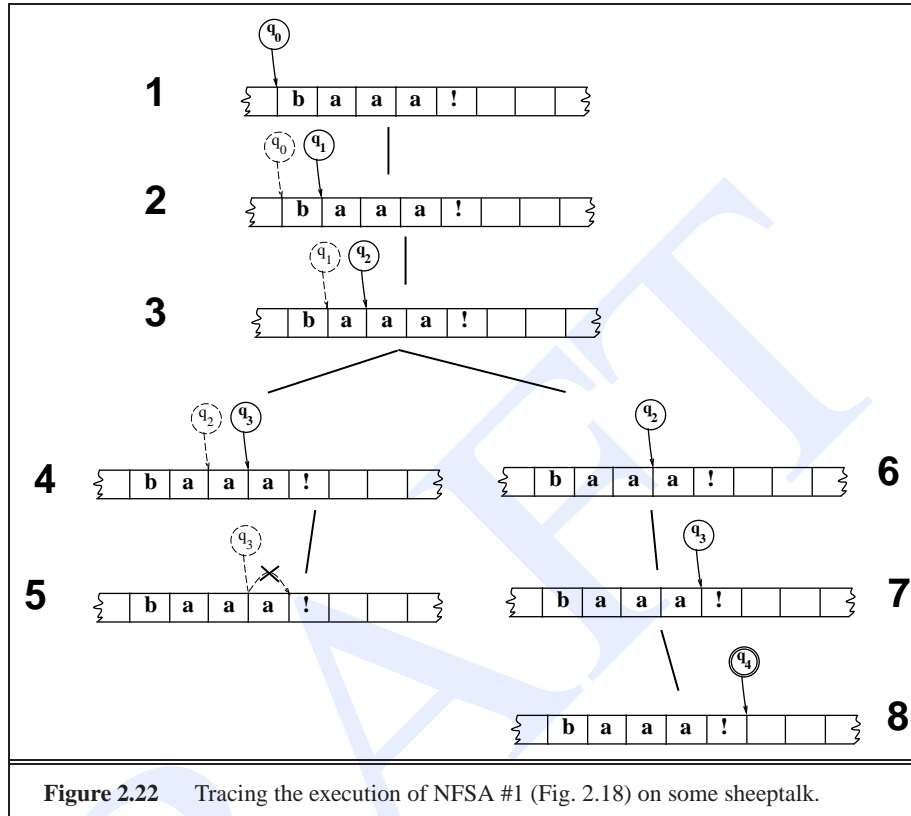 q0
1
b a a a !
q0 q1
2
b a a a !
q1 q2
3
b a a a !
q2 q3
4
b a a a !
q2
6
b a a a !
q3
5
b a a a !
q3
7
b a a a !
q4
8
b a a a !
Figure 2.22 Tracing the execution of NFSA #1 (Fig. 2.18) on some sheeptalk.